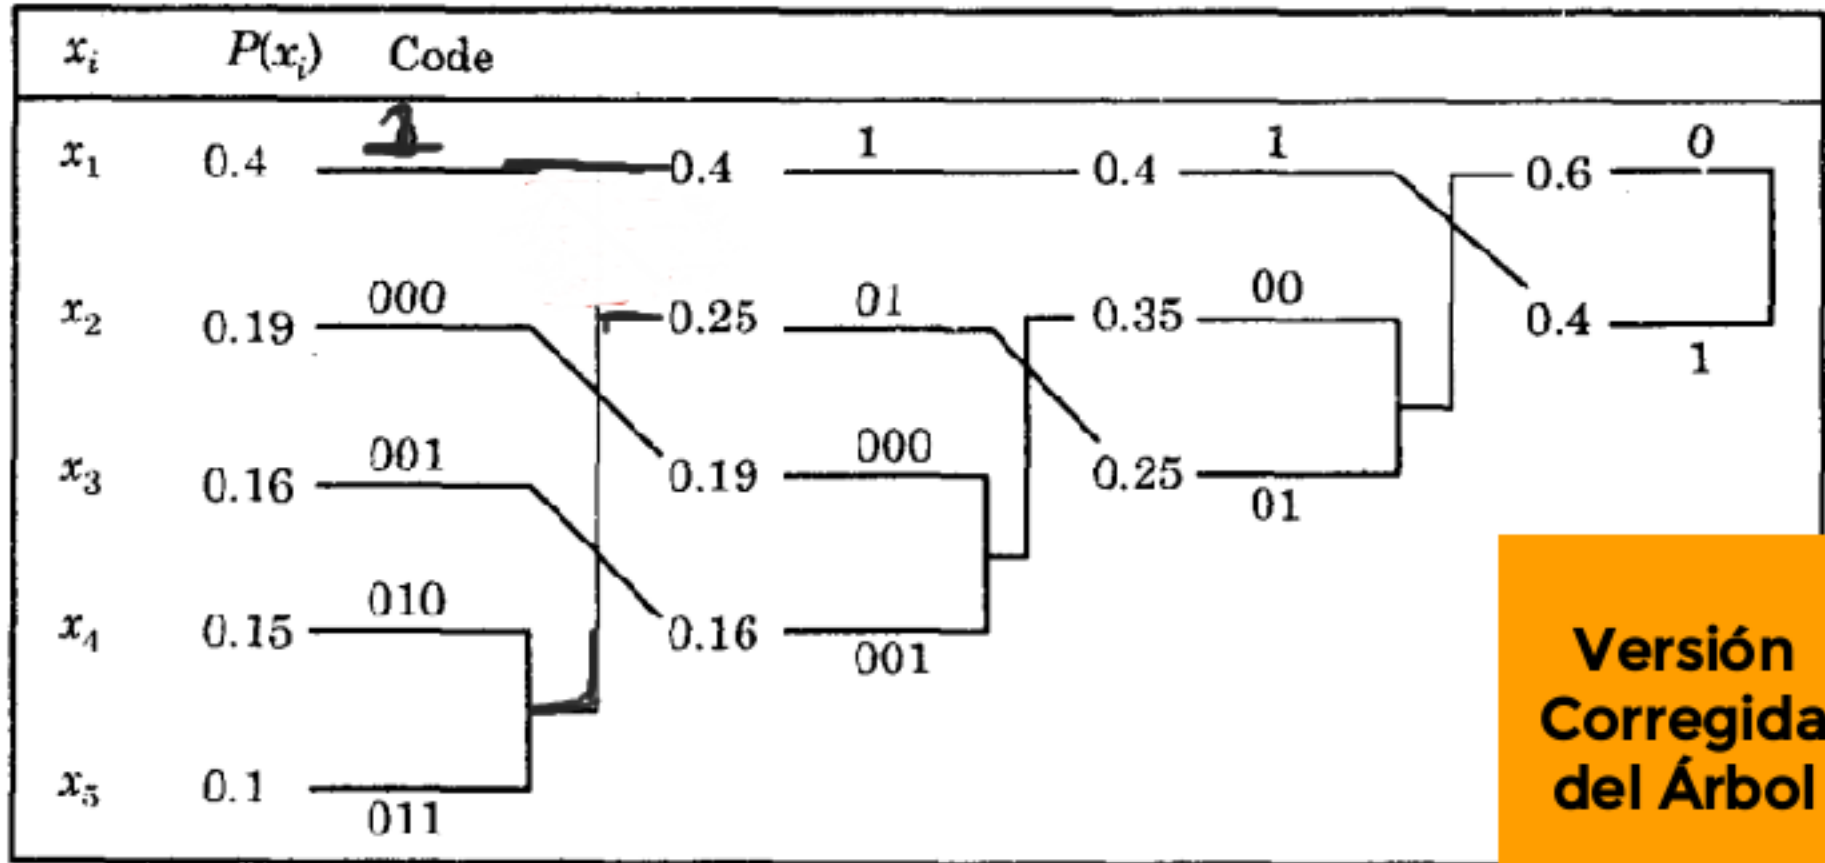 xᵢ P(xᵢ) Code
x₁ 0.4 1 0.4 1 0.4 1 0.6 0
x₂ 0.19 000 0.25 01 0.35 00 0.4 1
x₃ 0.16 001 0.19 000 0.25 01
x₄ 0.15 010 0.16 001
x₅ 0.1 011
Versión
Corregida
del Árbol